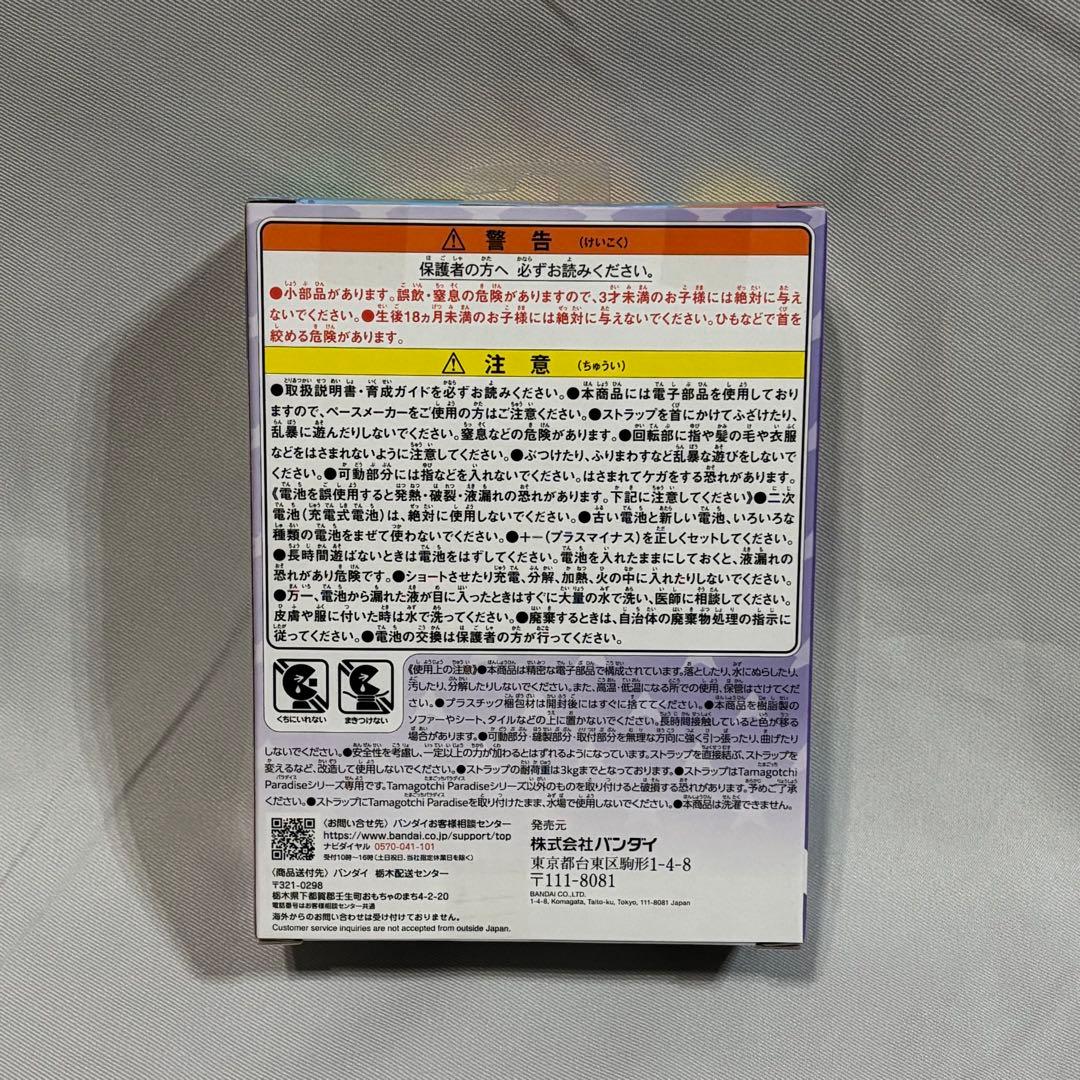 ⚠ 警告 (けいこく)
保護者の方へ 必ずお読みください。
●小部品があります。誤飲・窒息の危険がありますので、3才未満のお子様には絶対に与え
ないでください。●生後18ヵ月未満のお子様には絶対に与えないでください。ひもなどで首を
絞める危険があります。
⚠ 注意 (ちゅうい)
●取扱説明書・育成ガイドを必ずお読みください。●本商品には電子部品を使用しており
ますので、ペースメーカーをご使用の方はご注意ください。●ストラップを首にかけてふざけたり、
乱暴に遊んだりしないでください。窒息などの危険があります。●回転部に指や髪の毛や衣服
などをはさまれないように注意してください。●ぶつけたり、ふりまわすなど乱暴な遊びをしないで
ください。●可動部分には指などを入れないでください。はさまれてケガをする恐れがあります。
《電池を誤使用すると発熱・破裂・液漏れの恐れがあります。下記に注意してください》●二次
電池(充電式電池)は、絶対に使用しないでください。●古い電池と新しい電池、いろいろな
種類の電池をまぜて使わないでください。●+−(プラスマイナス)を正しくセットしてください。
●長時間遊ばないときは電池をはずしてください。電池を入れたままにしておくと、液漏れの
恐れがあり危険です。●ショートさせたり充電、分解、加熱、火の中に入れたりしないでください。
●万一、電池から漏れた液が目に入ったときはすぐに大量の水で洗い、医師に相談してください。
皮膚や服に付いた時は水で洗ってください。●廃棄するときは、自治体の廃棄物処理の指示に
従ってください。●電池の交換は保護者の方が行ってください。
くちにいれない
まきつけない
《使用上の注意》●本商品は精密な電子部品で構成されています。落としたり、水にぬらしたり、
汚したり、分解したりしないでください。また、高温・低温になる所での使用、保管はさけてくだ
さい。●プラスチック梱包材は開封後にはすぐに捨ててください。●本商品を樹脂製の
ソファーやシート、タイルなどの上に置かないでください。長時間接触していると色が移る
場合があります。●可動部分・縫製部分・取付部分を無理な方向に強く引っ張ったり、曲げたり
しないでください。●安全性を考慮し、一定以上の力が加わるとはずれるようになっています。ストラップを直接結ぶ、ストラップを
変えるなど、改造して使用しないでください。●ストラップの耐荷重は3kgまでとなっております。●ストラップはTamagotchi
Paradiseシリーズ専用です。Tamagotchi Paradiseシリーズ以外のものを取り付けると破損する恐れがあります。予めご了承
ください。●ストラップにTamagotchi Paradiseを取り付けたまま、水場で使用しないでください。●本商品は洗濯できません。
〈お問い合せ先〉バンダイお客様相談センター
https://www.bandai.co.jp/support/top
ナビダイヤル 0570-041-101
受付10時〜16時(土日祝日、当社指定休業日を除く)
〈商品送付先〉バンダイ 栃木配送センター
〒321-0298
栃木県下都賀郡壬生町おもちゃのまち4-2-20
電話番号はお客様相談センター共通
海外からのお問い合わせは受け付けておりません。
Customer service inquiries are not accepted from outside Japan.
発売元
株式会社バンダイ
東京都台東区駒形1-4-8
〒111-8081
BANDAI CO.,LTD.
1-4-8, Komagata, Taito-ku, Tokyo, 111-8081 Japan